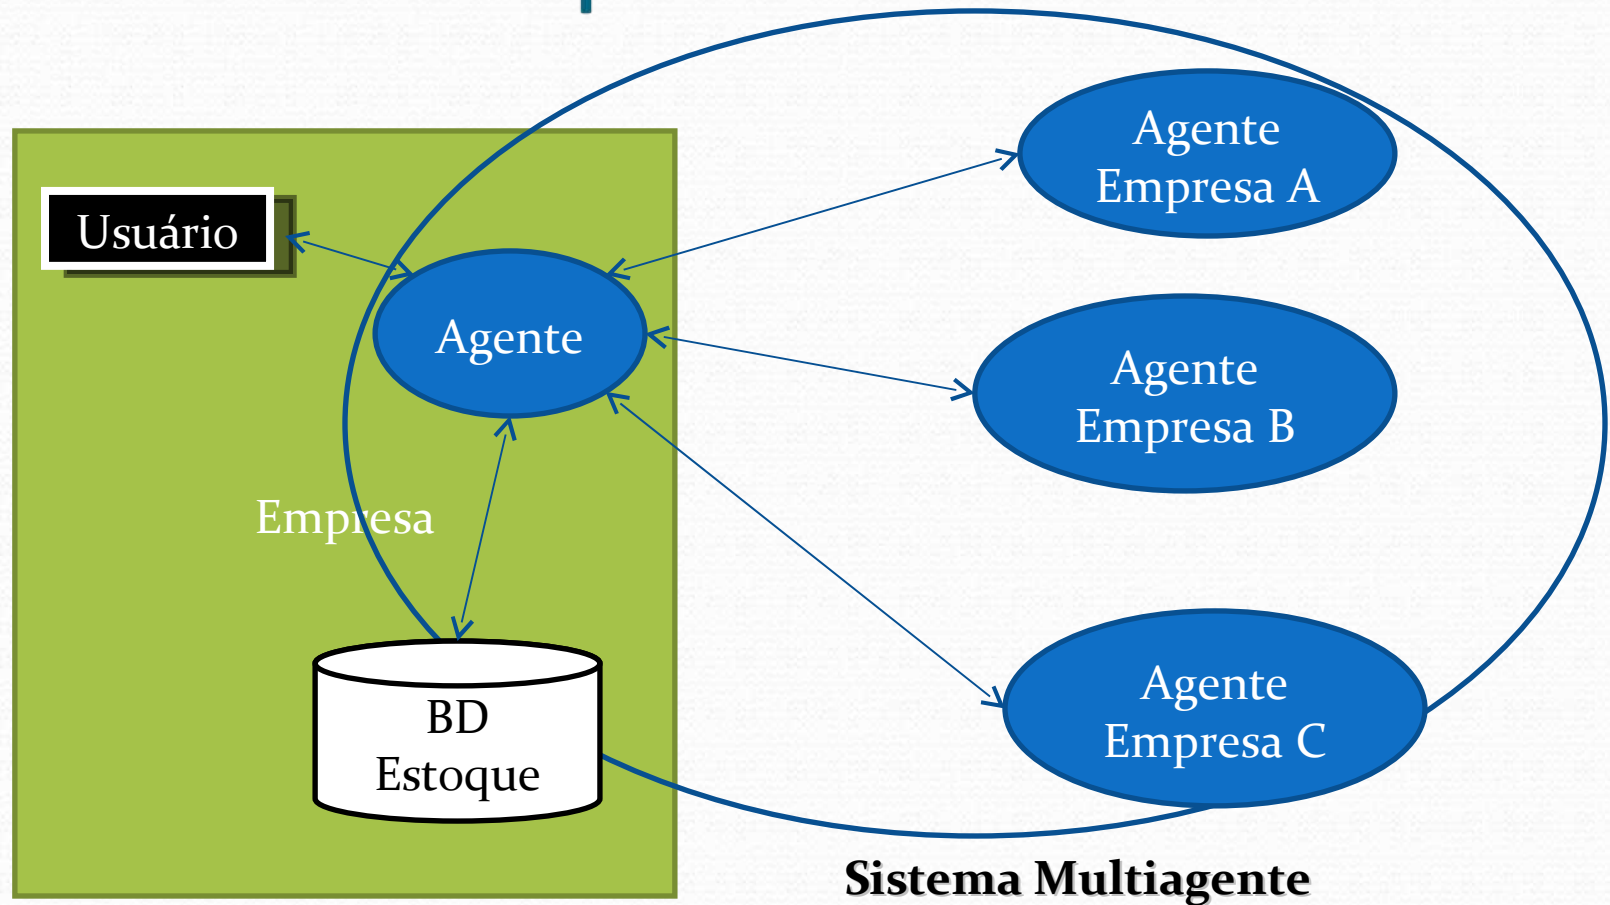 Usuário
Agente
Empresa
BD
Estoque
Agente
Empresa A
Agente
Empresa B
Agente
Empresa C
Sistema Multiagente